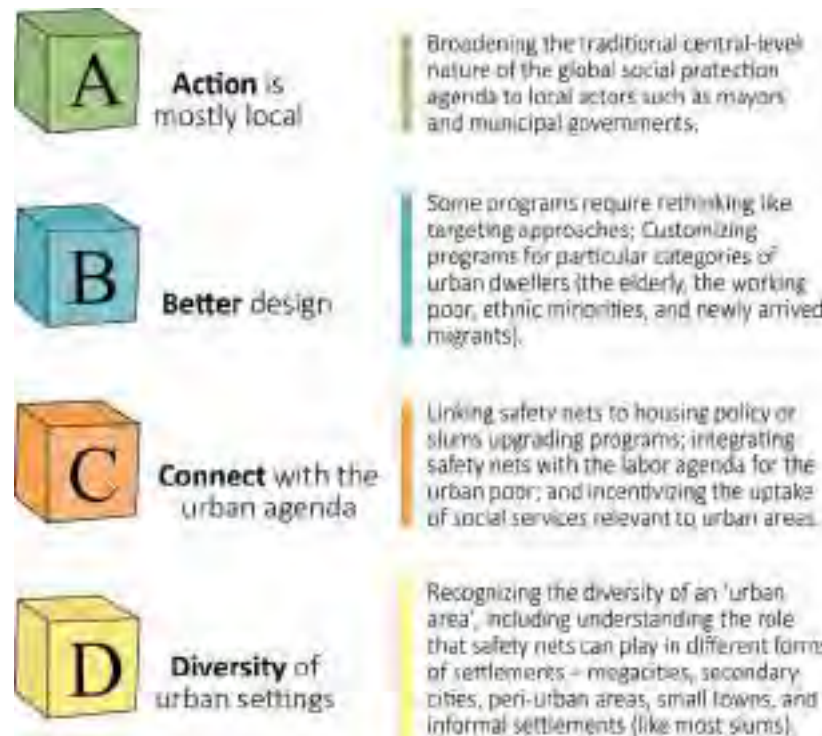 A
Action is
mostly local
Broadening the traditional central-level
nature of the global social protection
agenda to local actors such as mayors
and municipal governments.
B
Better design
Some programs require rethinking like
targeting approaches; Customizing
programs for particular categories of
urban dwellers (the elderly, the working
poor, ethnic minorities, and newly arrived
migrants).
C
Connect with the
urban agenda
Linking safety nets to housing policy or
slums upgrading programs; integrating
safety nets with the labor agenda for the
urban poor; and incentivizing the uptake
of social services relevant to urban areas.
D
Diversity of
urban settings
Recognizing the diversity of an 'urban
area', including understanding the role
that safety nets can play in different forms
of settlements – megacities, secondary
cities, peri-urban areas, small towns, and
informal settlements (like most slums).